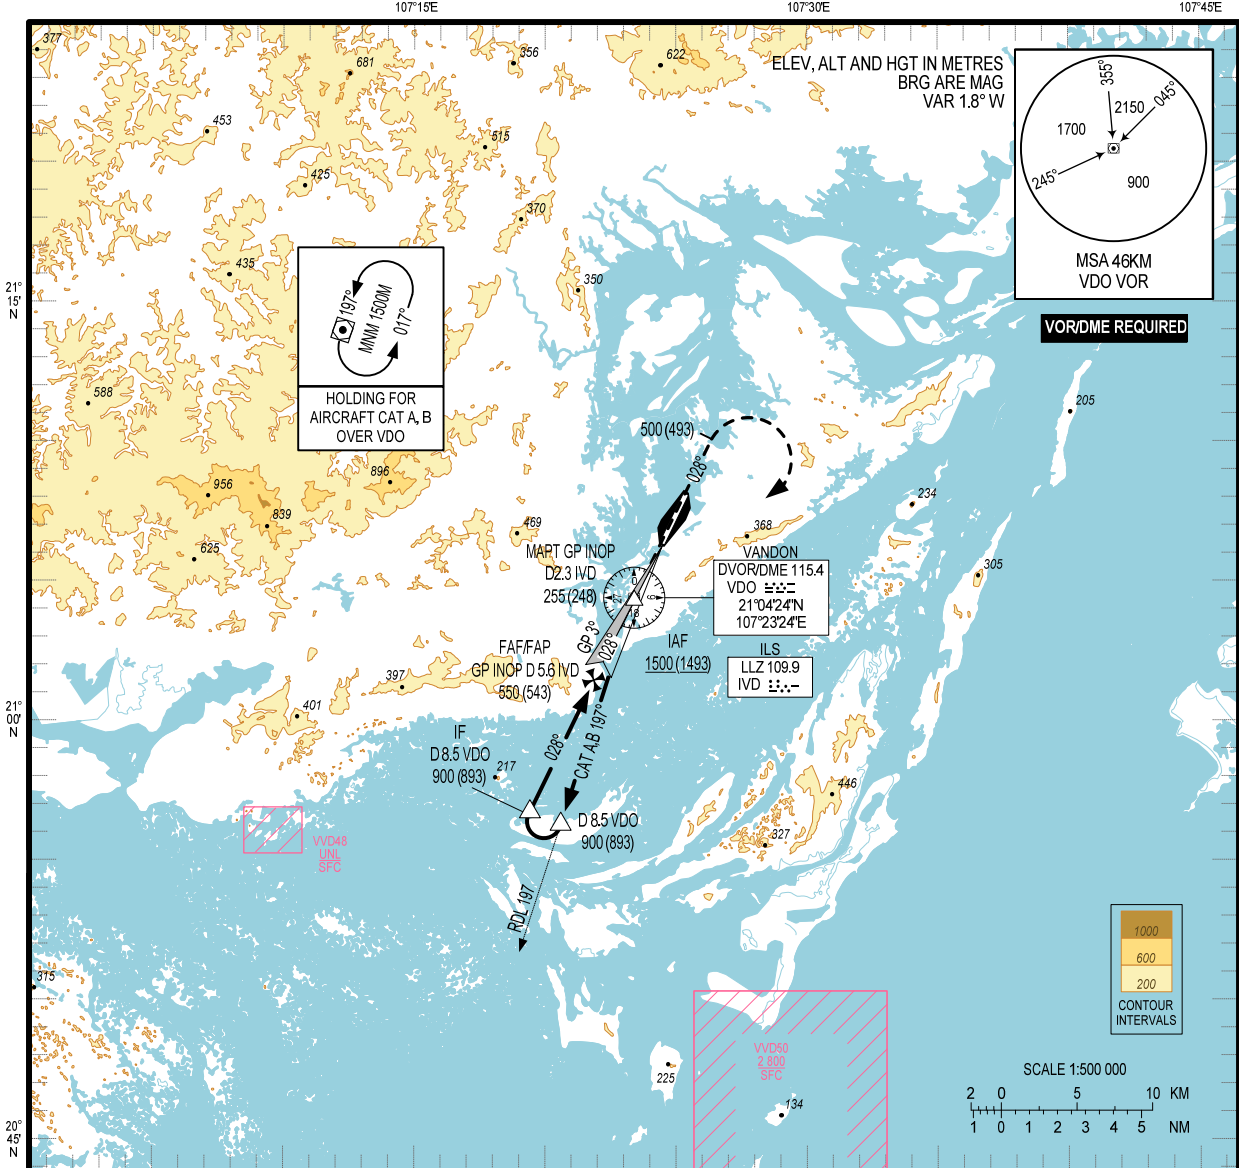 107°15'E
107°30'E
107°45'E
377
681
356
622
ELEV, ALT AND HGT IN METRES
BRG ARE MAG
VAR 1.8° W
355°
045°
2150
1700
245°
900
MSA 46KM
VDO VOR
VOR/DME REQUIRED
453
515
425
370
435
350
21°
15'
N
197°
MNM 1500M
017°
HOLDING FOR
AIRCRAFT CAT A, B
OVER VDO
588
205
500 (493)
028°
896
956
839
625
469
234
368
305
MAPT GP INOP
D2.3 IVD
255 (248)
0
9
18
27
VANDON
DVOR/DME 115.4
VDO
21°04'24"N
107°23'24"E
ILS
LLZ 109.9
IVD
IAF
1500 (1493)
GP 3°
028°
FAF/FAP
GP INOP D 5.6 IVD
550 (543)
397
401
21°
00'
N
IF
D 8.5 VDO
900 (893)
217
028°
CAT A,B 197°
D 8.5 VDO
900 (893)
446
327
VVD48
UNL
SFC
RDL 197
315
1000
600
200
CONTOUR
INTERVALS
VVD50
2 800
SFC
225
134
SCALE 1:500 000
2 0 5 10 KM
1 0 1 2 3 4 5 NM
20°
45'
N